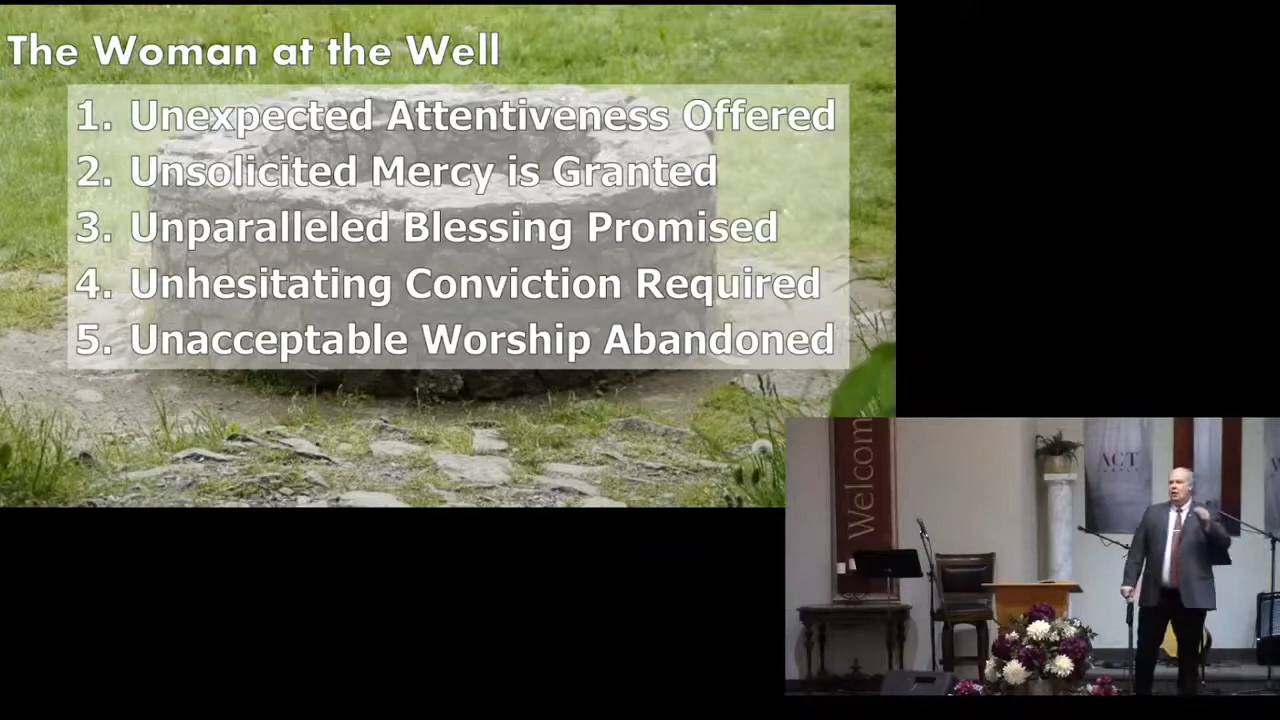 The Woman at the Well
1. Unexpected Attentiveness Offered
2. Unsolicited Mercy is Granted
3. Unparalleled Blessing Promised
4. Unhesitating Conviction Required
5. Unacceptable Worship Abandoned
Welcom
ACT